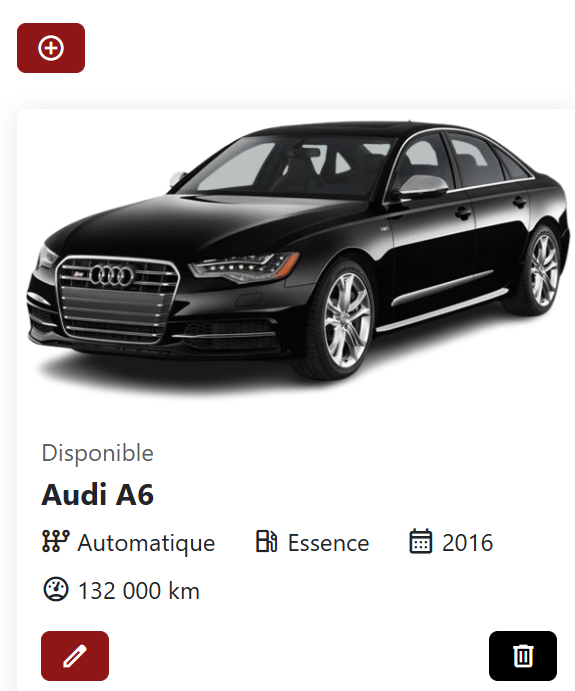 Disponible
Audi A6
Automatique Essence 2016
132 000 km